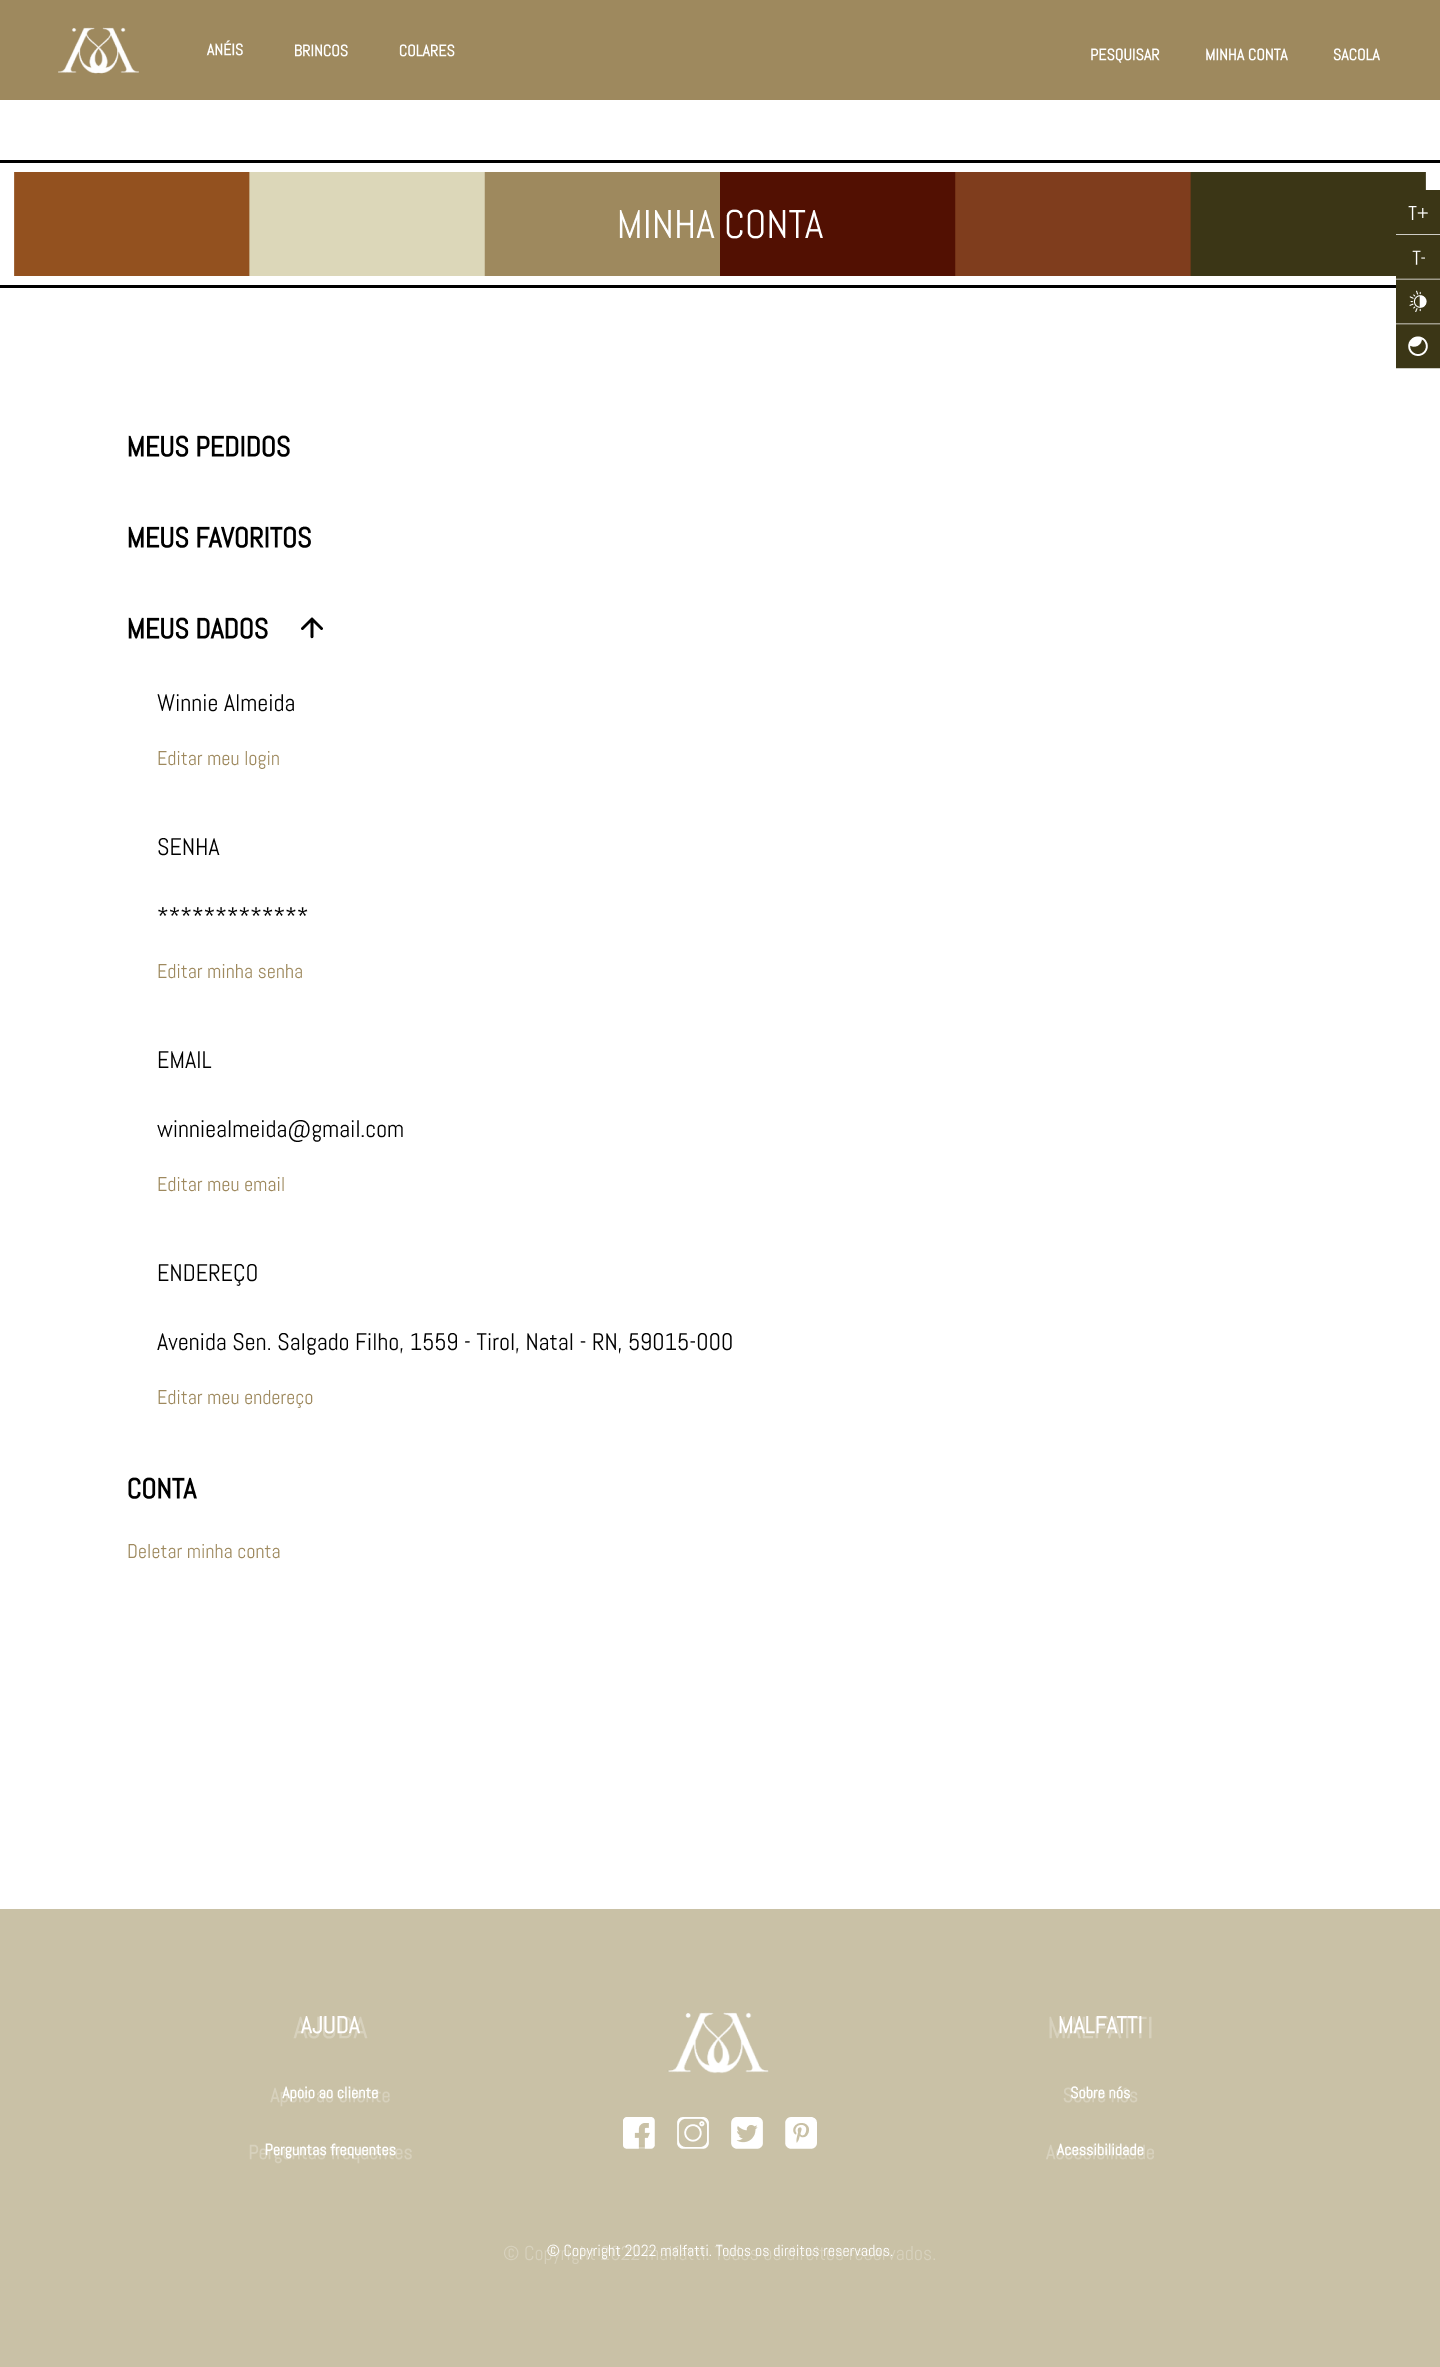 ANÉIS BRINCOS COLARES PESQUISAR MINHA CONTA SACOLA
MINHA CONTA
T+
T-
MEUS PEDIDOS
MEUS FAVORITOS
MEUS DADOS
Winnie Almeida
Editar meu login
SENHA
*************
Editar minha senha
EMAIL
winniealmeida@gmail.com
Editar meu email
ENDEREÇO
Avenida Sen. Salgado Filho, 1559 - Tirol, Natal - RN, 59015-000
Editar meu endereço
CONTA
Deletar minha conta
AJUDA MALFATTI
Apoio ao cliente Sobre nós
Perguntas frequentes Acessibilidade
© Copyright 2022 malfatti. Todos os direitos reservados.